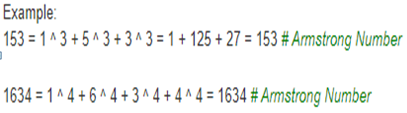 Example:
153 = 1 ^ 3 + 5 ^ 3 + 3 ^ 3 = 1 + 125 + 27 = 153 # Armstrong Number
1634 = 1 ^ 4 + 6 ^ 4 + 3 ^ 4 + 4 ^ 4 = 1634 # Armstrong Number